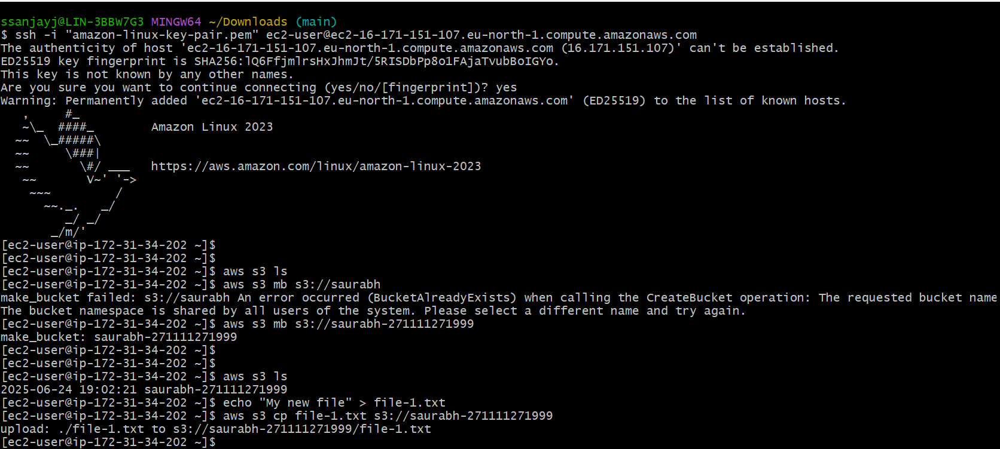 ssanjayj@LIN-3BBW7G3 MINGW64 ~/Downloads (main)
$ ssh -i "amazon-linux-key-pair.pem" ec2-user@ec2-16-171-151-107.eu-north-1.compute.amazonaws.com
The authenticity of host 'ec2-16-171-151-107.eu-north-1.compute.amazonaws.com (16.171.151.107)' can't be established.
ED25519 key fingerprint is SHA256:lQ6FfjmlrsHxJhmJt/5RISDbPp8o1FAjaTvubBoIGYo.
This key is not known by any other names.
Are you sure you want to continue connecting (yes/no/[fingerprint])? yes
Warning: Permanently added 'ec2-16-171-151-107.eu-north-1.compute.amazonaws.com' (ED25519) to the list of known hosts.
   ,     #_
   ~\_  ####_        Amazon Linux 2023
  ~~  \_#####\
  ~~     \###|
  ~~       \#/ ___   https://aws.amazon.com/linux/amazon-linux-2023
   ~~       V~' '->
    ~~~         /
      ~~._.   _/
         _/ _/
       _/m/'
[ec2-user@ip-172-31-34-202 ~]$
[ec2-user@ip-172-31-34-202 ~]$
[ec2-user@ip-172-31-34-202 ~]$ aws s3 ls
[ec2-user@ip-172-31-34-202 ~]$ aws s3 mb s3://saurabh
make_bucket failed: s3://saurabh An error occurred (BucketAlreadyExists) when calling the CreateBucket operation: The requested bucket name
The bucket namespace is shared by all users of the system. Please select a different name and try again.
[ec2-user@ip-172-31-34-202 ~]$ aws s3 mb s3://saurabh-271111271999
make_bucket: saurabh-271111271999
[ec2-user@ip-172-31-34-202 ~]$
[ec2-user@ip-172-31-34-202 ~]$
[ec2-user@ip-172-31-34-202 ~]$ aws s3 ls
2025-06-24 19:02:21 saurabh-271111271999
[ec2-user@ip-172-31-34-202 ~]$ echo "My new file" > file-1.txt
[ec2-user@ip-172-31-34-202 ~]$ aws s3 cp file-1.txt s3://saurabh-271111271999
upload: ./file-1.txt to s3://saurabh-271111271999/file-1.txt
[ec2-user@ip-172-31-34-202 ~]$